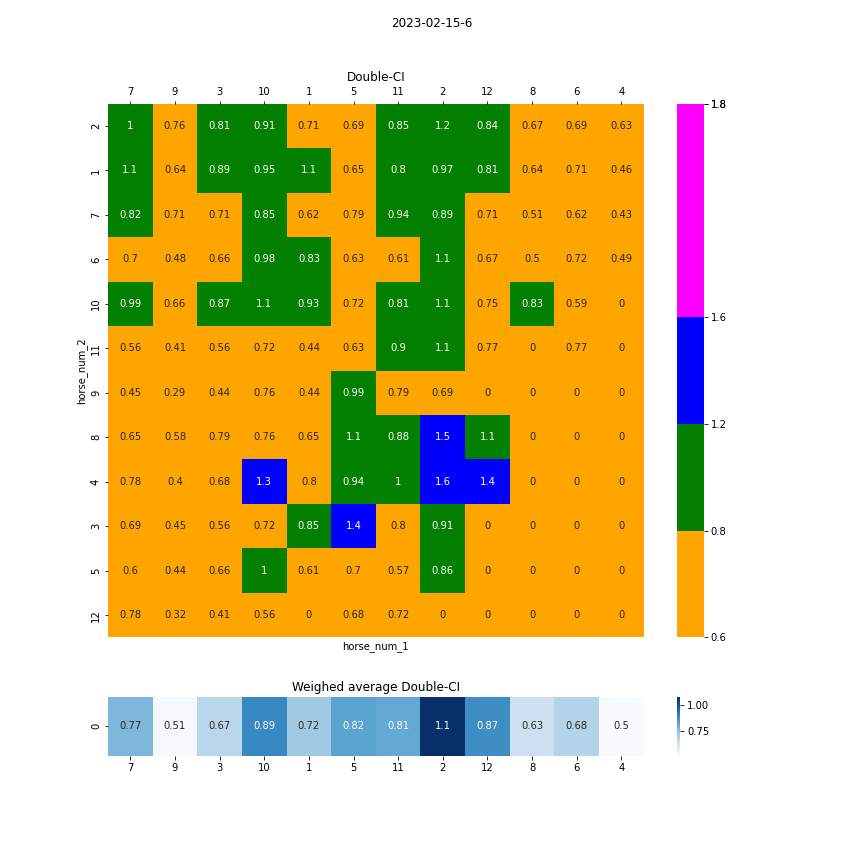 2023-02-15-6
Double-CI
7 9 3 10 1 5 11 2 12 8 6 4
2 1 0.76 0.81 0.91 0.71 0.69 0.85 1.2 0.84 0.67 0.69 0.63
1 1.1 0.64 0.89 0.95 1.1 0.65 0.8 0.97 0.81 0.64 0.71 0.46
7 0.82 0.71 0.71 0.85 0.62 0.79 0.94 0.89 0.71 0.51 0.62 0.43
6 0.7 0.48 0.66 0.98 0.83 0.63 0.61 1.1 0.67 0.5 0.72 0.49
10 0.99 0.66 0.87 1.1 0.93 0.72 0.81 1.1 0.75 0.83 0.59 0
11 0.56 0.41 0.56 0.72 0.44 0.63 0.9 1.1 0.77 0 0.77 0
9 0.45 0.29 0.44 0.76 0.44 0.99 0.79 0.69 0 0 0 0
8 0.65 0.58 0.79 0.76 0.65 1.1 0.88 1.5 1.1 0 0 0
4 0.78 0.4 0.68 1.3 0.8 0.94 1 1.6 1.4 0 0 0
3 0.69 0.45 0.56 0.72 0.85 1.4 0.8 0.91 0 0 0 0
5 0.6 0.44 0.66 1 0.61 0.7 0.57 0.86 0 0 0 0
12 0.78 0.32 0.41 0.56 0 0.68 0.72 0 0 0 0 0
horse_num_2
horse_num_1
1.8
1.6
1.2
0.8
0.6
Weighed average Double-CI
0 0.77 0.51 0.67 0.89 0.72 0.82 0.81 1.1 0.87 0.63 0.68 0.5
7 9 3 10 1 5 11 2 12 8 6 4
1.00
0.75